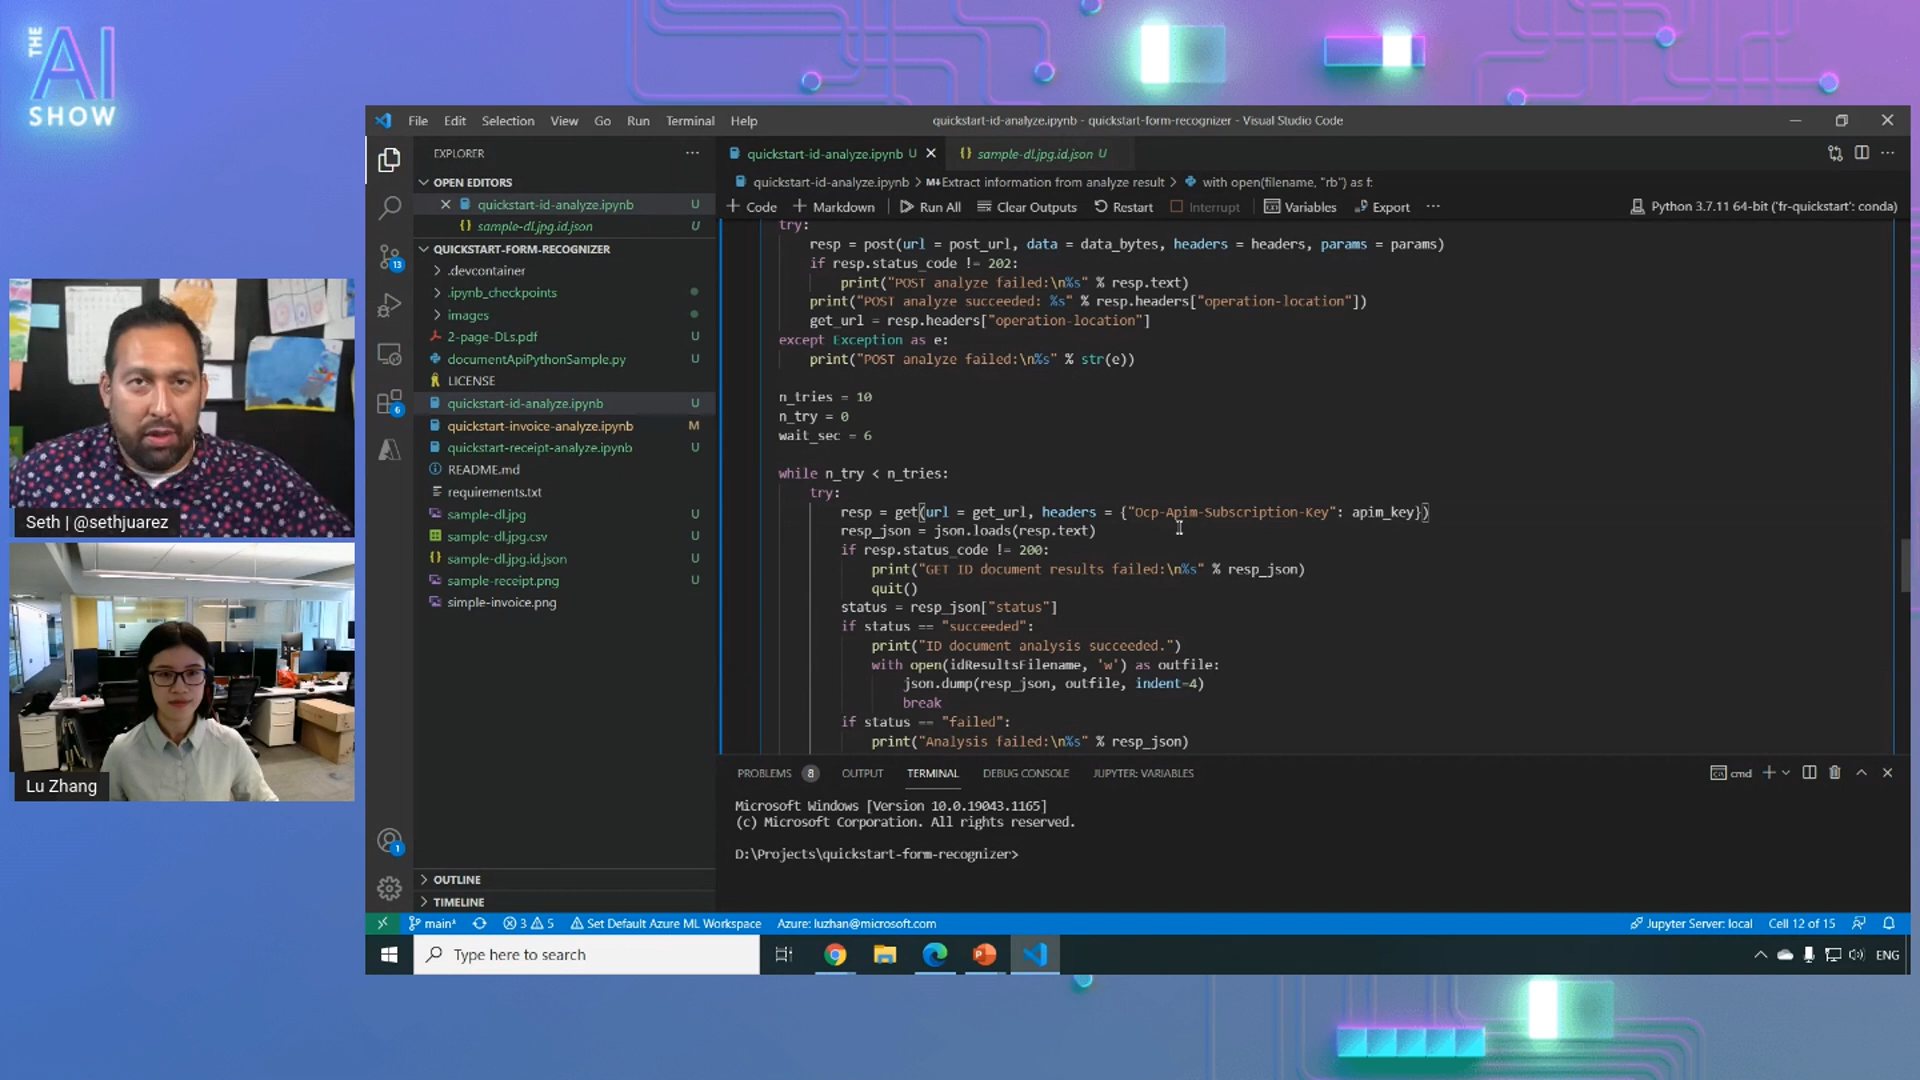 THE
AI
SHOW
Seth | @sethjuarez
Lu Zhang
File Edit Selection View Go Run Terminal Help
quickstart-id-analyze.ipynb - quickstart-form-recognizer - Visual Studio Code
EXPLORER
OPEN EDITORS
quickstart-id-analyze.ipynb U
{} sample-dl.jpg.id.json U
QUICKSTART-FORM-RECOGNIZER
.devcontainer
.ipynb_checkpoints
images
2-page-DLs.pdf U
documentApiPythonSample.py U
LICENSE
quickstart-id-analyze.ipynb U
quickstart-invoice-analyze.ipynb M
quickstart-receipt-analyze.ipynb U
README.md
requirements.txt
sample-dl.jpg U
sample-dl.jpg.csv U
{} sample-dl.jpg.id.json U
sample-receipt.png U
simple-invoice.png
OUTLINE
TIMELINE
13
6
1
quickstart-id-analyze.ipynb U
{} sample-dl.jpg.id.json U
quickstart-id-analyze.ipynb > M↓Extract information from analyze result > with open(filename, "rb") as f:
+ Code + Markdown Run All Clear Outputs Restart Interrupt Variables Export ···
Python 3.7.11 64-bit ('fr-quickstart': conda)
try:
resp = post(url = post_url, data = data_bytes, headers = headers, params = params)
if resp.status_code != 202:
print("POST analyze failed:\n%s" % resp.text)
print("POST analyze succeeded: %s" % resp.headers["operation-location"])
get_url = resp.headers["operation-location"]
except Exception as e:
print("POST analyze failed:\n%s" % str(e))
n_tries = 10
n_try = 0
wait_sec = 6
while n_try < n_tries:
try:
resp = get(url = get_url, headers = {"Ocp-Apim-Subscription-Key": apim_key})
resp_json = json.loads(resp.text)
if resp.status_code != 200:
print("GET ID document results failed:\n%s" % resp_json)
quit()
status = resp_json["status"]
if status == "succeeded":
print("ID document analysis succeeded.")
with open(idResultsFilename, 'w') as outfile:
json.dump(resp_json, outfile, indent=4)
break
if status == "failed":
print("Analysis failed:\n%s" % resp_json)
PROBLEMS 8 OUTPUT TERMINAL DEBUG CONSOLE JUPYTER: VARIABLES
cmd
Microsoft Windows [Version 10.0.19043.1165]
(c) Microsoft Corporation. All rights reserved.
D:\Projects\quickstart-form-recognizer>
main* 3 5 Set Default Azure ML Workspace Azure: luzhan@microsoft.com
Jupyter Server: local Cell 12 of 15
Type here to search
ENG